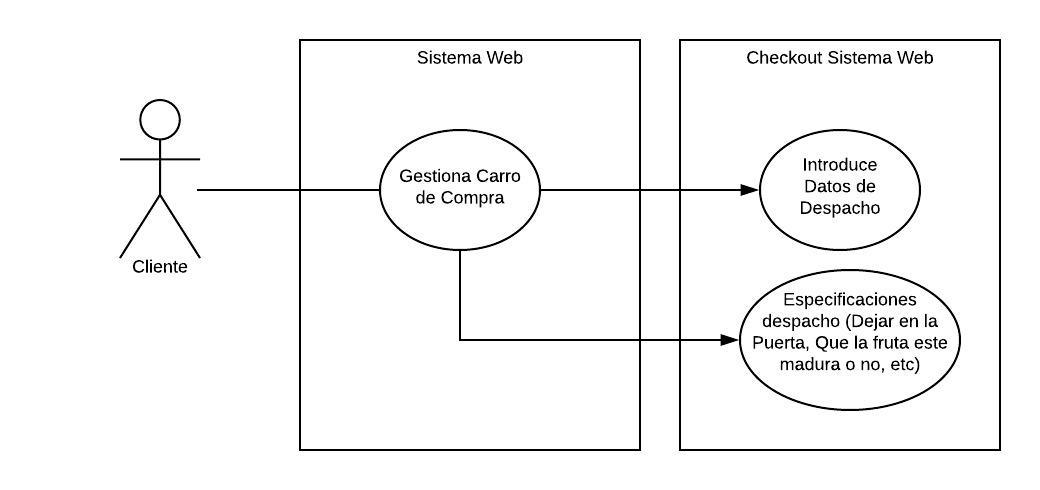 Sistema Web
Checkout Sistema Web
Cliente
Gestiona Carro
de Compra
Introduce
Datos de
Despacho
Especificaciones
despacho (Dejar en la
Puerta, Que la fruta este
madura o no, etc)